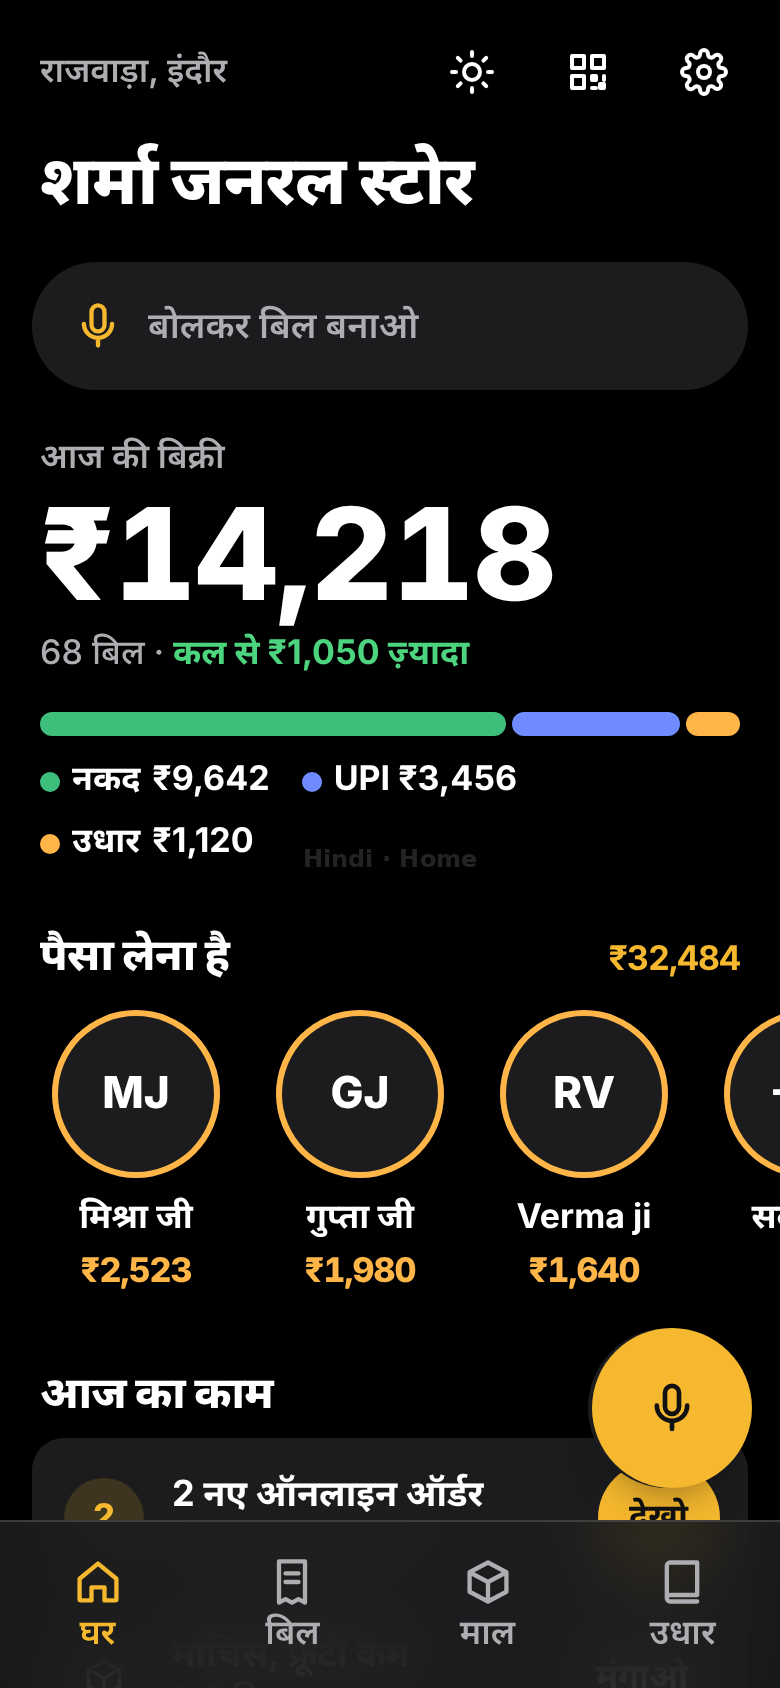 राजवाड़ा, इंदौर
शर्मा जनरल स्टोर
बोलकर बिल बनाओ
आज की बिक्री
₹14,218
68 बिल · कल से ₹1,050 ज़्यादा
नकद ₹9,642 UPI ₹3,456
उधार ₹1,120
Hindi · Home
पैसा लेना है ₹32,484
MJ GJ RV
मिश्रा जी गुप्ता जी Verma ji
₹2,523 ₹1,980 ₹1,640
आज का काम
2 2 नए ऑनलाइन ऑर्डर देखो
घर बिल माल उधार
माचिस, फ्रूटी कम मंगाओ